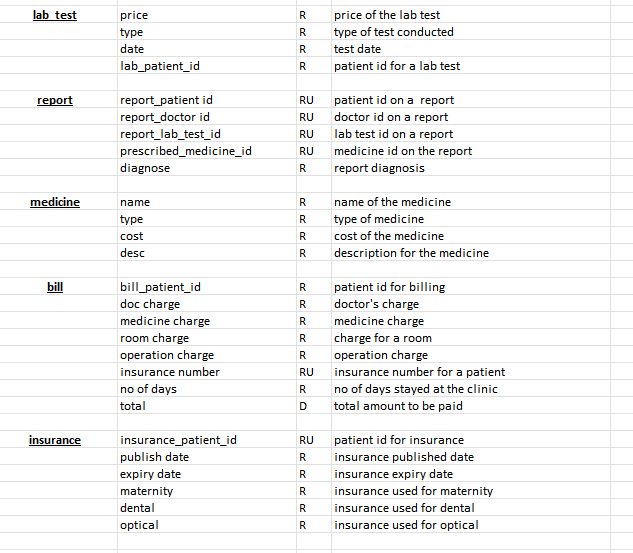 lab_test price R price of the lab test
type R type of test conducted
date R test date
lab_patient_id R patient id for a lab test
report report_patient id RU patient id on a  report
report_doctor id RU doctor id on a report
report_lab_test_id RU lab test id on a report
prescribed_medicine_id RU medicine id on the report
diagnose R report diagnosis
medicine name R name of the medicine
type R type of medicine
cost R cost of the medicine
desc R description for the medicine
bill bill_patient_id R patient id for billing
doc charge R doctor's charge
medicine charge R medicine charge
room charge R charge for a room
operation charge R operation charge
insurance number RU insurance number for a patient
no of days R no of days stayed at the clinic
total D total amount to be paid
insurance insurance_patient_id RU patient id for insurance
publish date R insurance published date
expiry date R insurance expiry date
maternity R insurance used for maternity
dental R insurance used for dental
optical R insurance used for optical